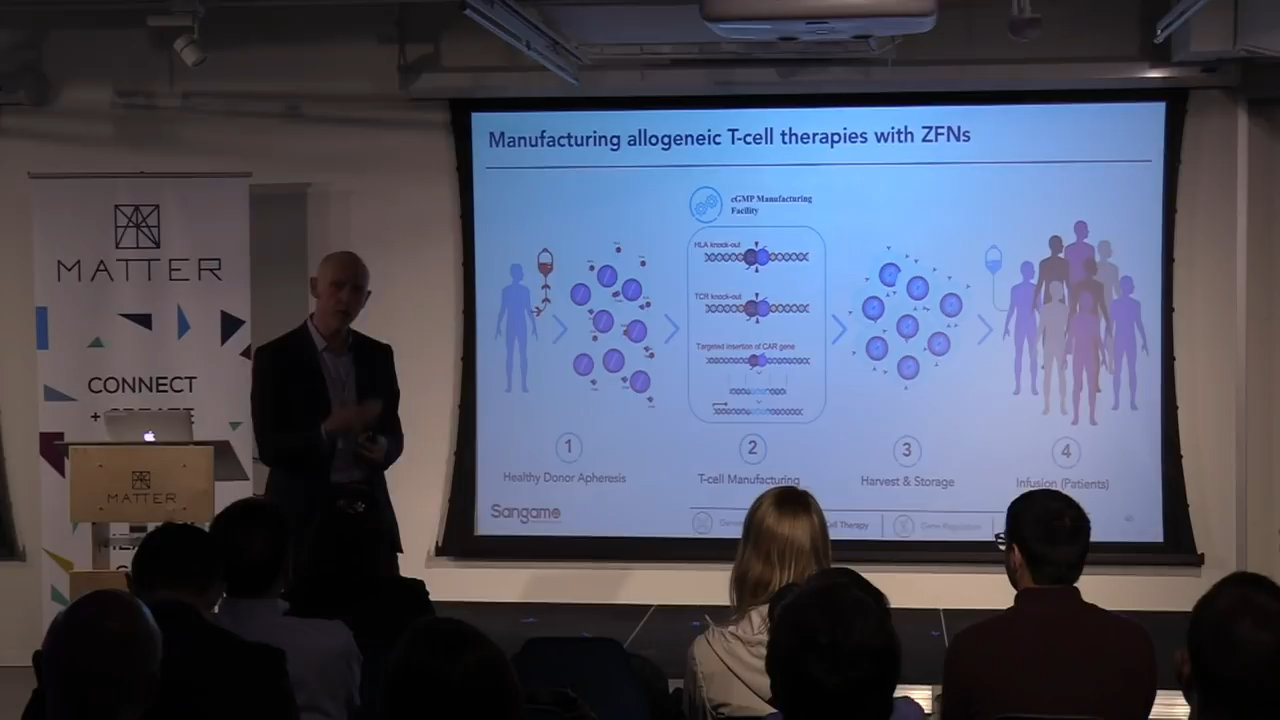 Manufacturing allogeneic T-cell therapies with ZFNs
cGMP Manufacturing
Facility
HLA knock-out
TCR knock-out
Targeted insertion of CAR gene
1
2
3
4
Healthy Donor Apheresis
T-cell Manufacturing
Harvest & Storage
Infusion (Patients)
Sangamo
Cell Therapy
Gene Regulation
MATTER
CONNECT
+ CREATE
MATTER